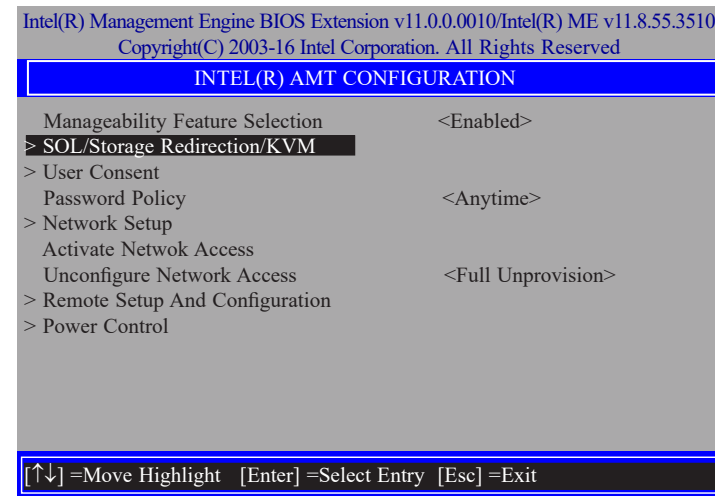 Intel(R) Management Engine BIOS Extension v11.0.0.0010/Intel(R) ME v11.8.55.3510
Copyright(C) 2003-16 Intel Corporation. All Rights Reserved
INTEL(R) AMT CONFIGURATION
Manageability Feature Selection <Enabled>
> SOL/Storage Redirection/KVM
> User Consent
Password Policy <Anytime>
> Network Setup
Activate Netwok Access
Unconfigure Network Access <Full Unprovision>
> Remote Setup And Configuration
> Power Control
[↑↓] =Move Highlight [Enter] =Select Entry [Esc] =Exit